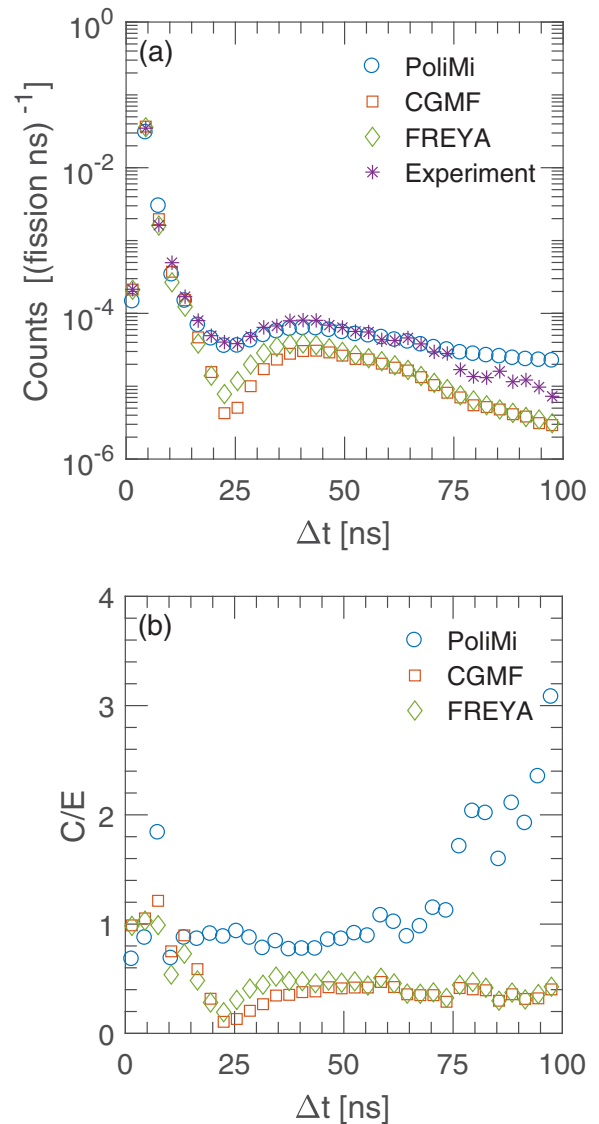 (a)
PoliMi
CGMF
FREYA
Experiment
10^0
10^-2
10^-4
10^-6
Counts [(fission ns)^-1]
0 25 50 75 100
Δt [ns]
(b)
PoliMi
CGMF
FREYA
4
3
2
1
0
C/E
0 25 50 75 100
Δt [ns]